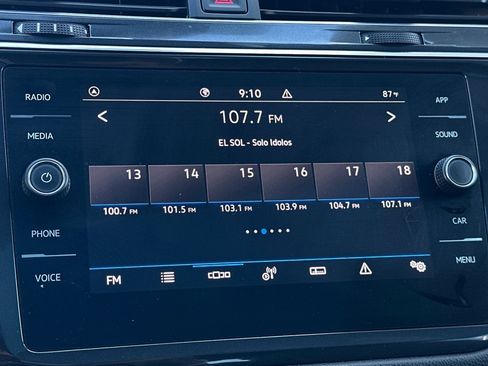 RADIO
MEDIA
PHONE
VOICE
9:10
87°F
< 107.7 FM >
EL SOL - Solo Idolos
13 14 15 16 17 18
100.7 FM 101.5 FM 103.1 FM 103.9 FM 104.7 FM 107.1 FM
FM
APP
SOUND
CAR
MENU